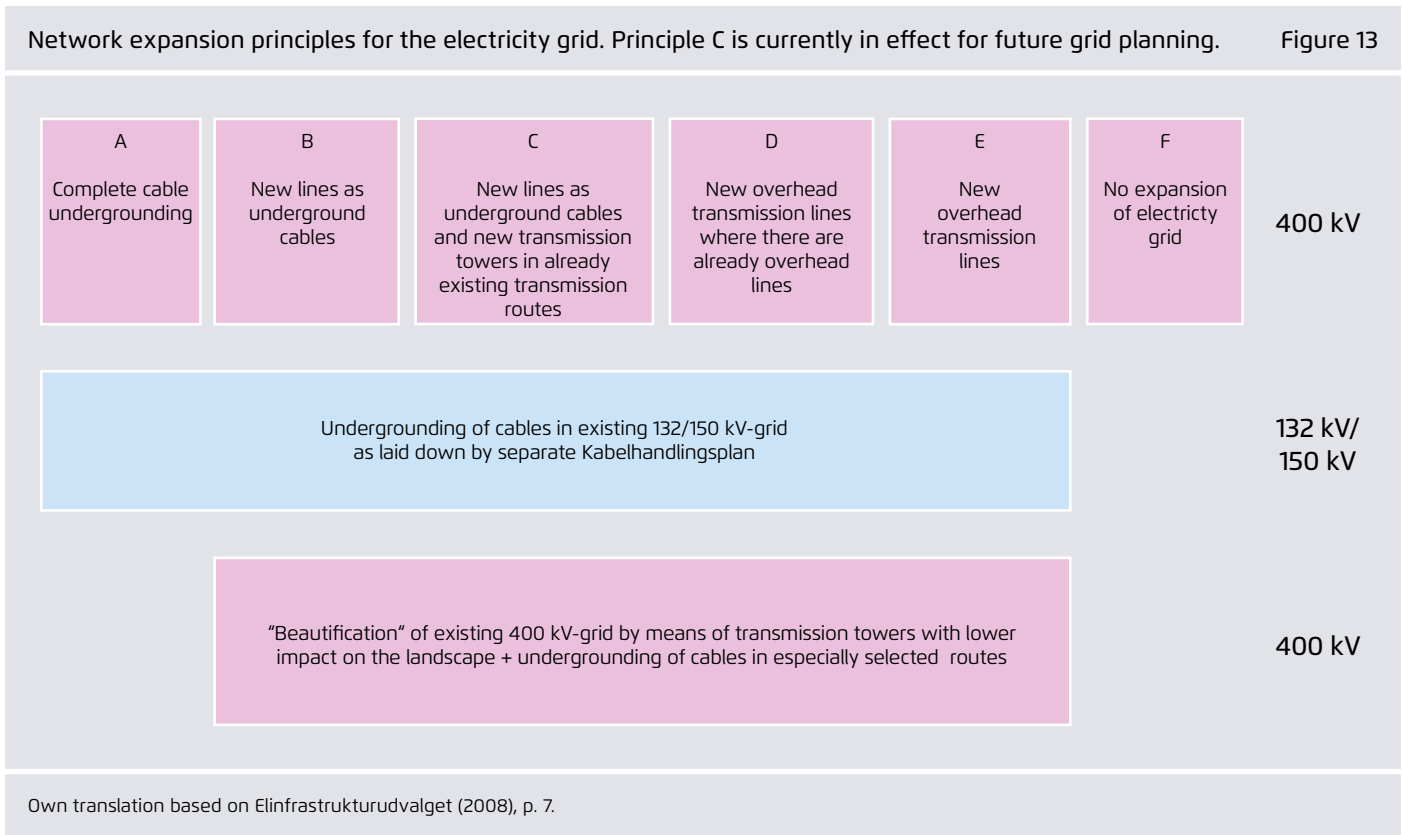 Network expansion principles for the electricity grid. Principle C is currently in effect for future grid planning.
Figure 13
A
Complete cable
undergrounding
B
New lines as
underground
cables
C
New lines as
underground cables
and new transmission
towers in already
existing transmission
routes
D
New overhead
transmission lines
where there are
already overhead
lines
E
New
overhead
transmission
lines
F
No expansion
of electricty
grid
400 kV
Undergrounding of cables in existing 132/150 kV-grid
as laid down by separate Kabelhandlingsplan
132 kV/
150 kV
“Beautification“ of existing 400 kV-grid by means of transmission towers with lower
impact on the landscape + undergrounding of cables in especially selected routes
400 kV
Own translation based on Elinfrastrukturudvalget (2008), p. 7.